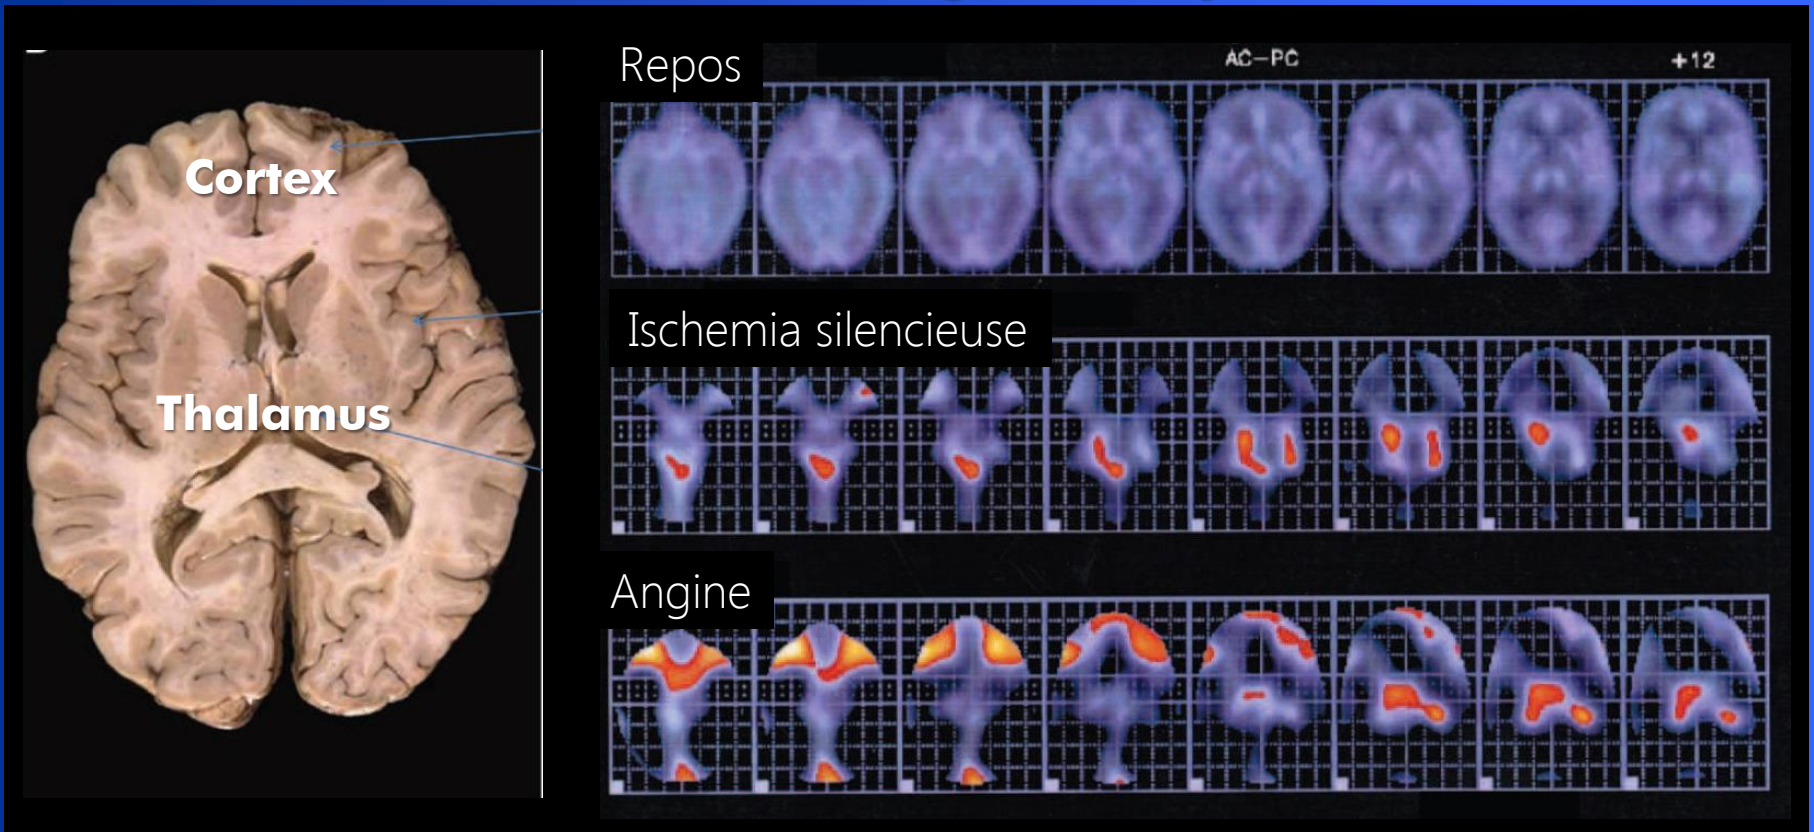 Cortex
Thalamus
Repos
AC-PC
+12
Ischemia silencieuse
Angine